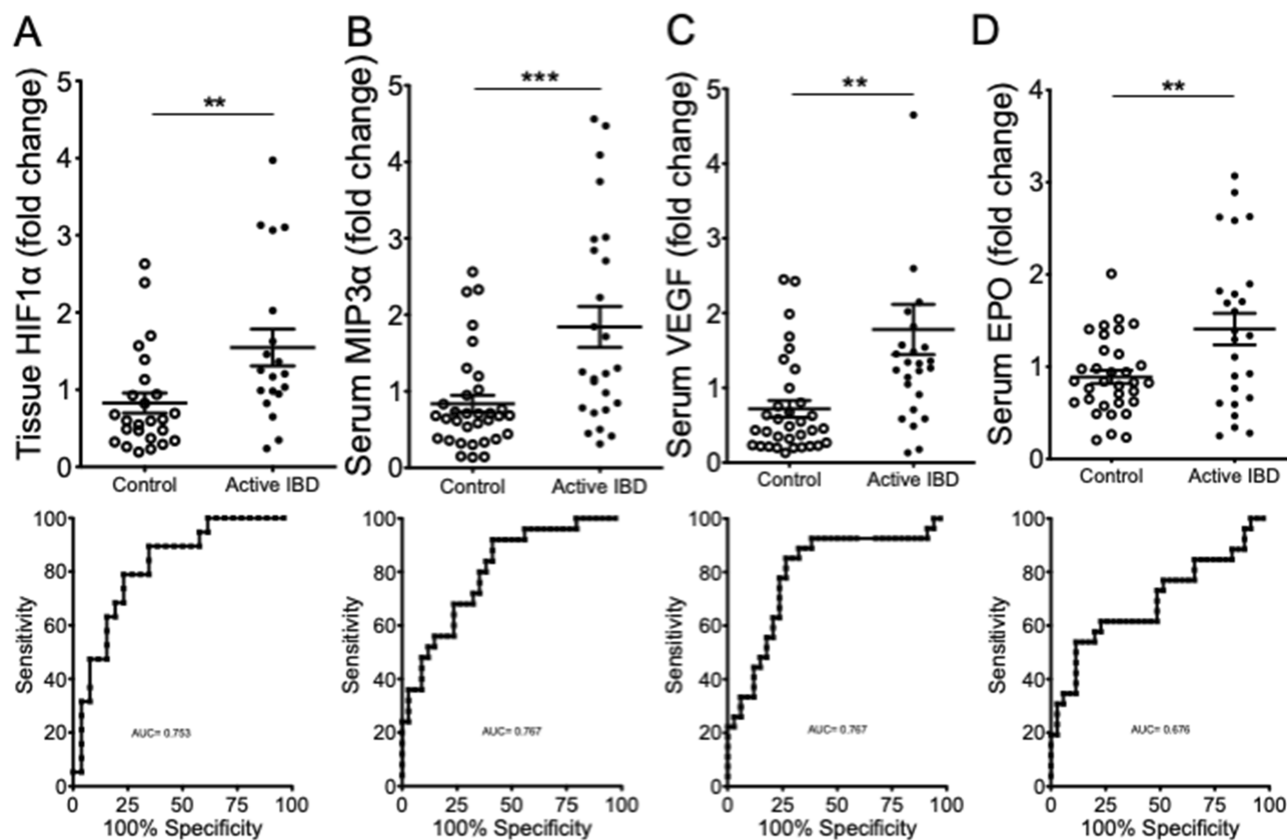 A
Tissue HIF1α (fold change)
5
4
3
2
1
0
**
Control
Active IBD
B
Serum MIP3α (fold change)
5
4
3
2
1
0
***
Control
Active IBD
C
Serum VEGF (fold change)
5
4
3
2
1
0
**
Control
Active IBD
D
Serum EPO (fold change)
4
3
2
1
0
**
Control
Active IBD
Sensitivity
100
80
60
40
20
0
AUC= 0.753
0 25 50 75 100
100% Specificity
Sensitivity
100
80
60
40
20
0
AUC= 0.767
0 25 50 75 100
100% Specificity
Sensitivity
100
80
60
40
20
0
AUC= 0.767
0 25 50 75 100
100% Specificity
Sensitivity
100
80
60
40
20
0
AUC= 0.676
0 25 50 75 100
100% Specificity